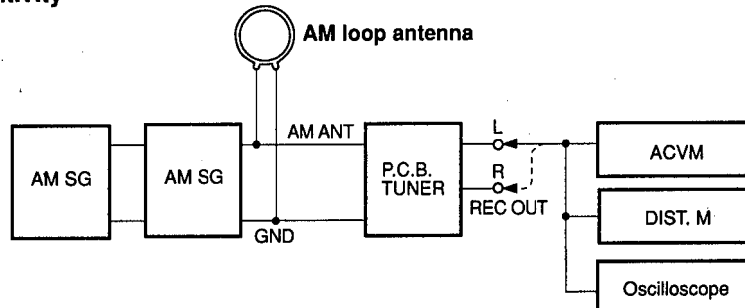 AM loop antenna
AM SG
AM SG
AM ANT
GND
P.C.B.
TUNER
L
R
REC OUT
ACVM
DIST. M
Oscilloscope